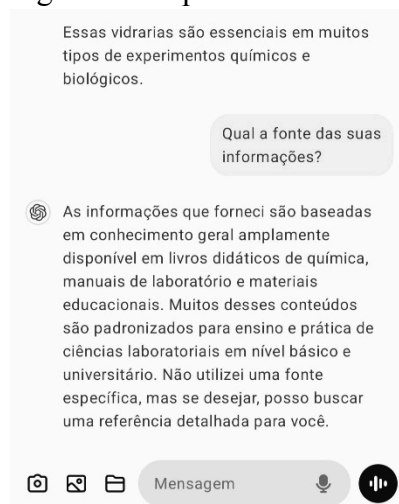 Essas vidrarias são essenciais em muitos
tipos de experimentos químicos e
biológicos.
Qual a fonte das suas
informações?
As informações que forneci são baseadas
em conhecimento geral amplamente
disponível em livros didáticos de química,
manuais de laboratório e materiais
educacionais. Muitos desses conteúdos
são padronizados para ensino e prática de
ciências laboratoriais em nível básico e
universitário. Não utilizei uma fonte
específica, mas se desejar, posso buscar
uma referência detalhada para você.
Mensagem